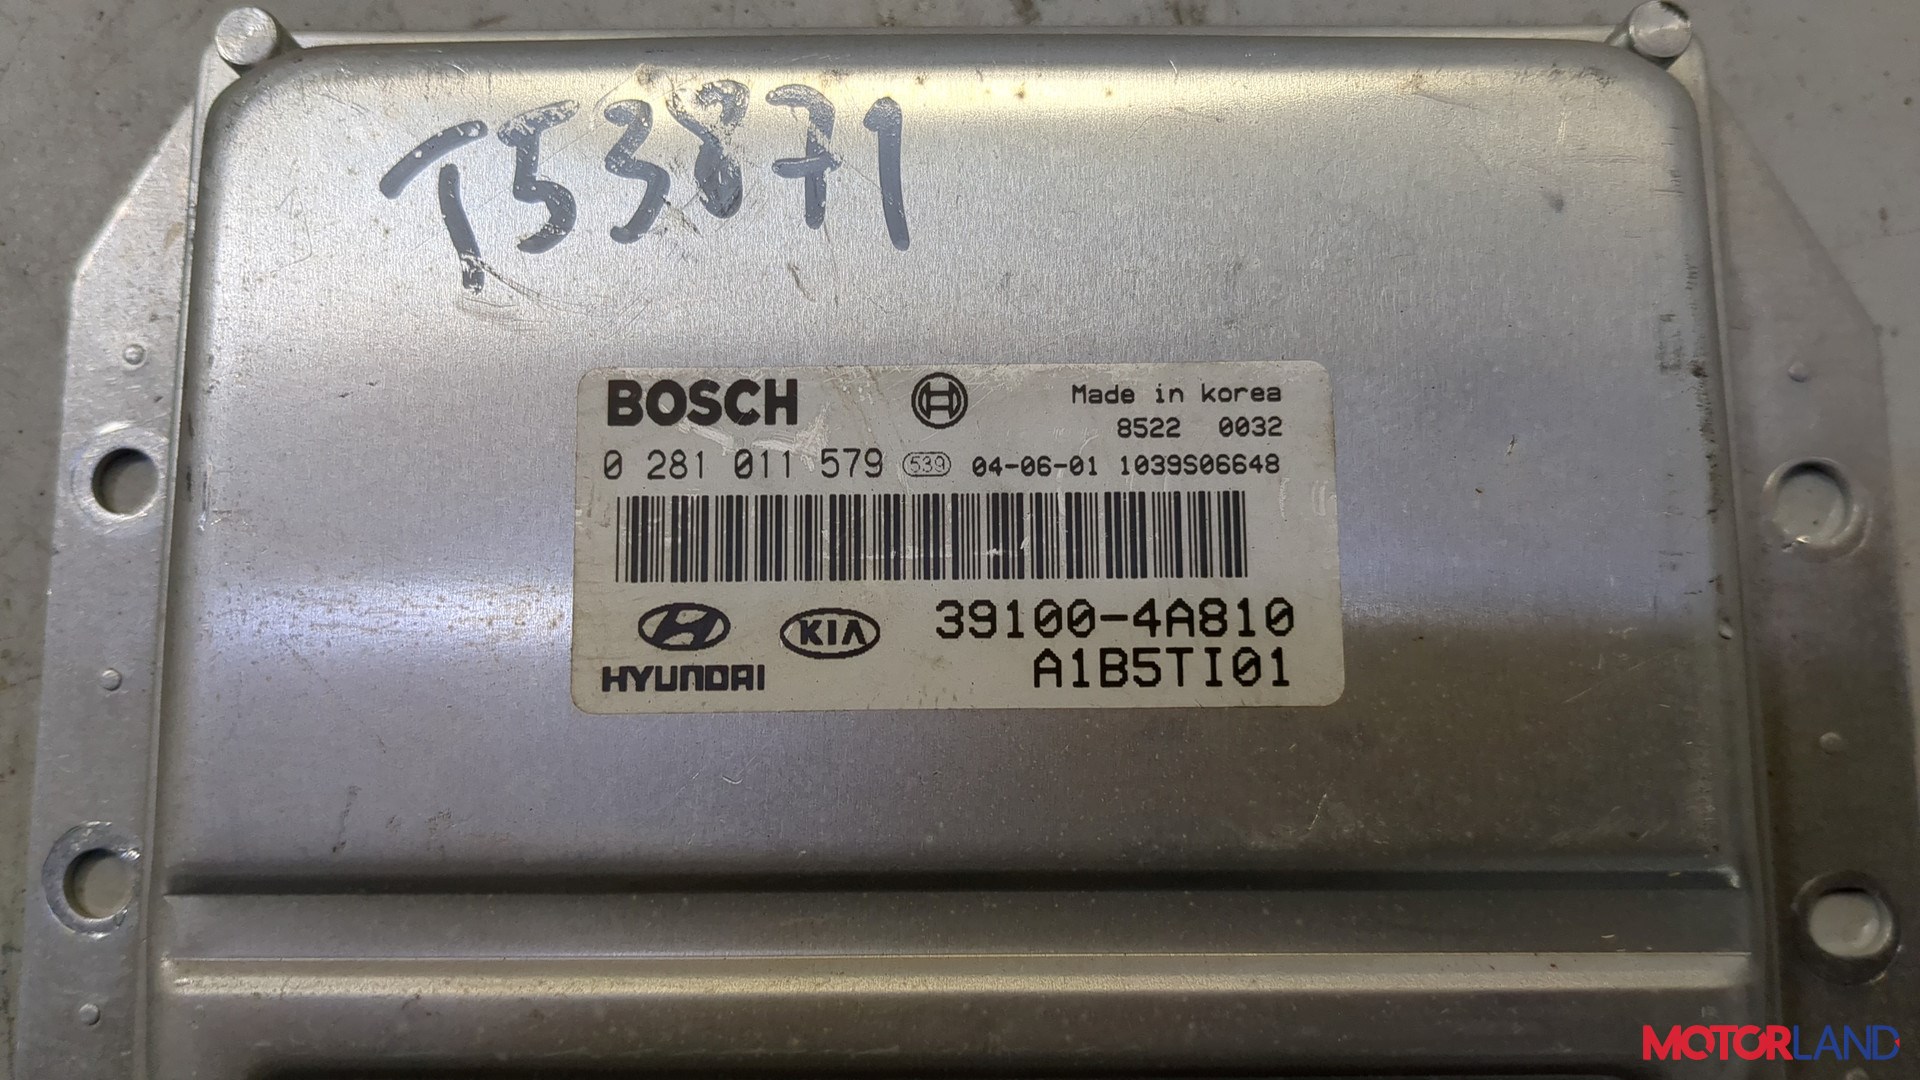 T53871
BOSCH
Made in korea
8522 0032
0 281 011 579 539 04-06-01 1039S06648
KIA 39100-4A810
HYUNDAI A1B5TI01
MOTORLAND